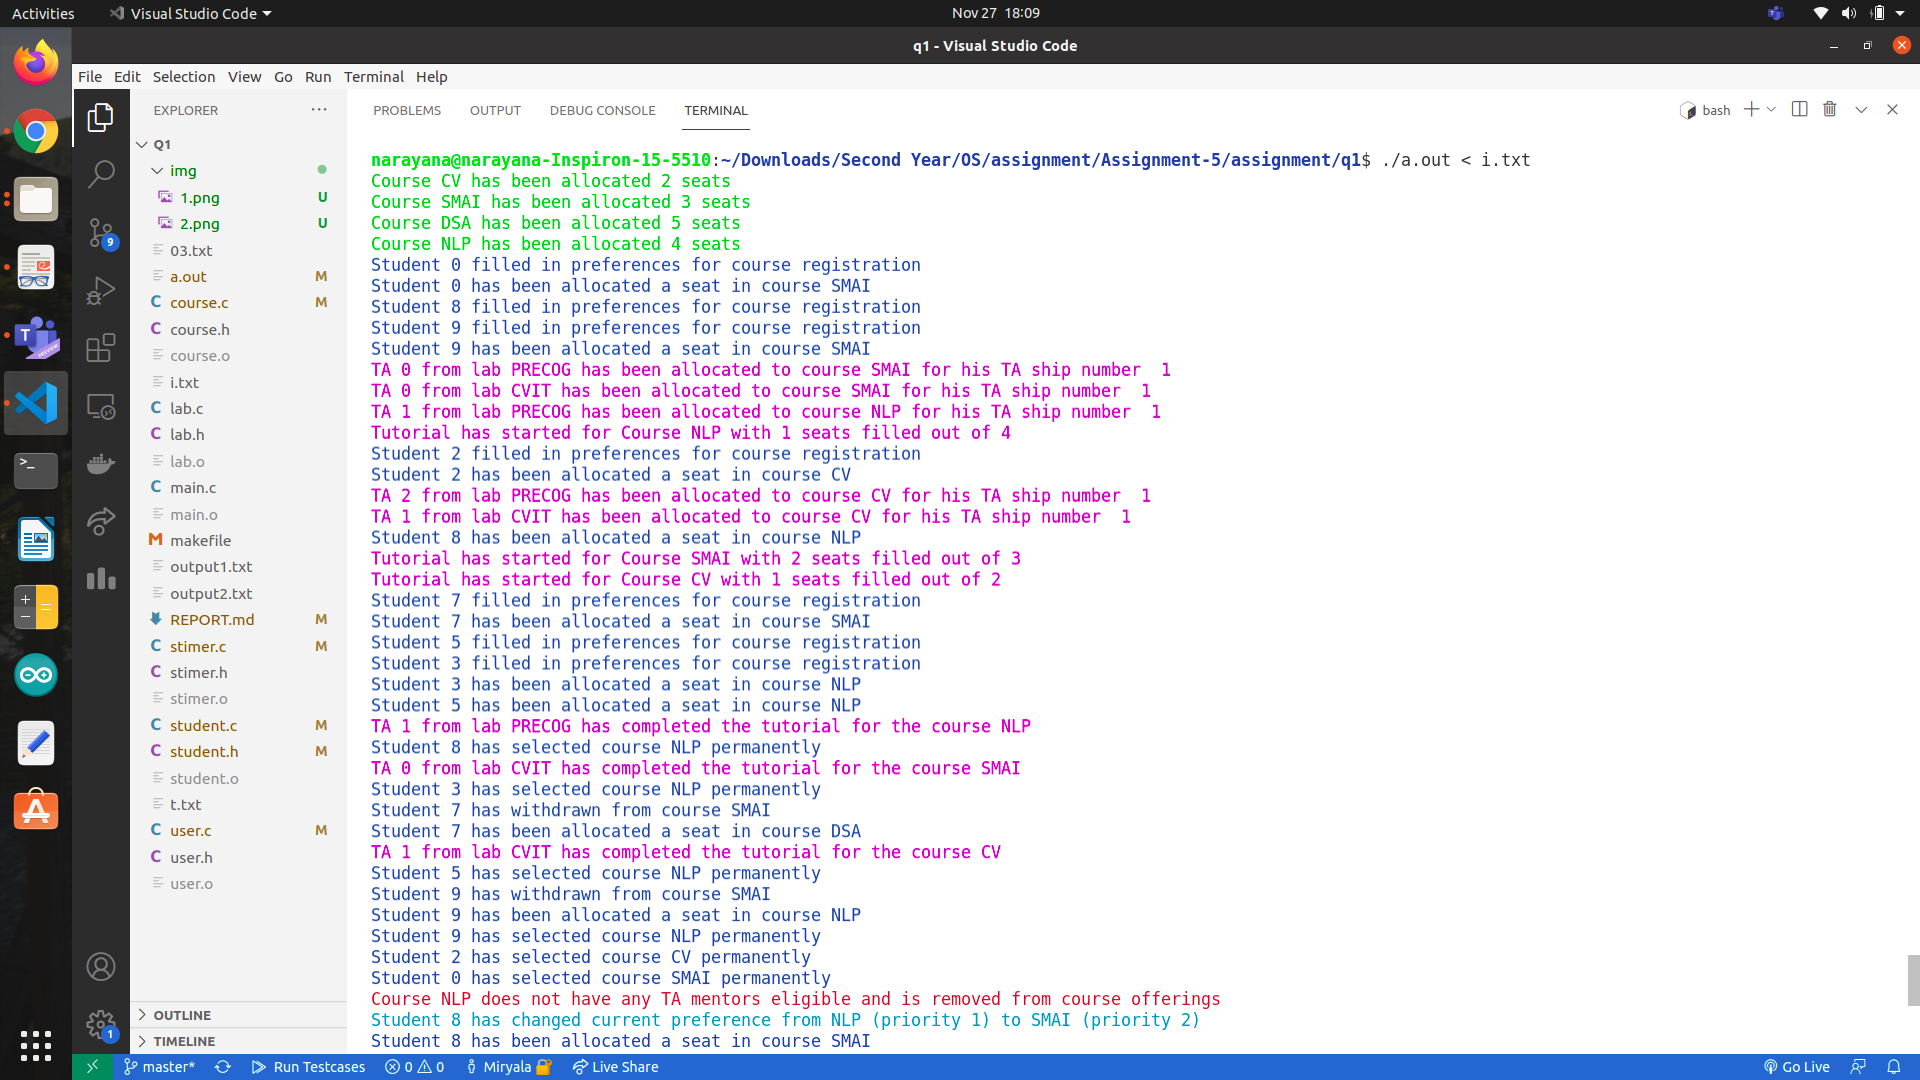 Activities
Visual Studio Code
Nov 27 18:09
q1 - Visual Studio Code
File Edit Selection View Go Run Terminal Help
EXPLORER
PROBLEMS OUTPUT DEBUG CONSOLE TERMINAL
bash
Q1
img
1.png U
2.png U
03.txt
a.out M
course.c M
course.h
course.o
i.txt
lab.c
lab.h
lab.o
main.c
main.o
makefile
output1.txt
output2.txt
REPORT.md M
stimer.c M
stimer.h
stimer.o
student.c M
student.h M
student.o
t.txt
user.c M
user.h
user.o
OUTLINE
TIMELINE
9
1
narayana@narayana-Inspiron-15-5510:~/Downloads/Second Year/OS/assignment/Assignment-5/assignment/q1$ ./a.out < i.txt
Course CV has been allocated 2 seats
Course SMAI has been allocated 3 seats
Course DSA has been allocated 5 seats
Course NLP has been allocated 4 seats
Student 0 filled in preferences for course registration
Student 0 has been allocated a seat in course SMAI
Student 8 filled in preferences for course registration
Student 9 filled in preferences for course registration
Student 9 has been allocated a seat in course SMAI
TA 0 from lab PRECOG has been allocated to course SMAI for his TA ship number  1
TA 0 from lab CVIT has been allocated to course SMAI for his TA ship number  1
TA 1 from lab PRECOG has been allocated to course NLP for his TA ship number  1
Tutorial has started for Course NLP with 1 seats filled out of 4
Student 2 filled in preferences for course registration
Student 2 has been allocated a seat in course CV
TA 2 from lab PRECOG has been allocated to course CV for his TA ship number  1
TA 1 from lab CVIT has been allocated to course CV for his TA ship number  1
Student 8 has been allocated a seat in course NLP
Tutorial has started for Course SMAI with 2 seats filled out of 3
Tutorial has started for Course CV with 1 seats filled out of 2
Student 7 filled in preferences for course registration
Student 7 has been allocated a seat in course SMAI
Student 5 filled in preferences for course registration
Student 3 filled in preferences for course registration
Student 3 has been allocated a seat in course NLP
Student 5 has been allocated a seat in course NLP
TA 1 from lab PRECOG has completed the tutorial for the course NLP
Student 8 has selected course NLP permanently
TA 0 from lab CVIT has completed the tutorial for the course SMAI
Student 3 has selected course NLP permanently
Student 7 has withdrawn from course SMAI
Student 7 has been allocated a seat in course DSA
TA 1 from lab CVIT has completed the tutorial for the course CV
Student 5 has selected course NLP permanently
Student 9 has withdrawn from course SMAI
Student 9 has been allocated a seat in course NLP
Student 9 has selected course NLP permanently
Student 2 has selected course CV permanently
Student 0 has selected course SMAI permanently
Course NLP does not have any TA mentors eligible and is removed from course offerings
Student 8 has changed current preference from NLP (priority 1) to SMAI (priority 2)
Student 8 has been allocated a seat in course SMAI
master* Run Testcases 0 0 Miryala Live Share Go Live